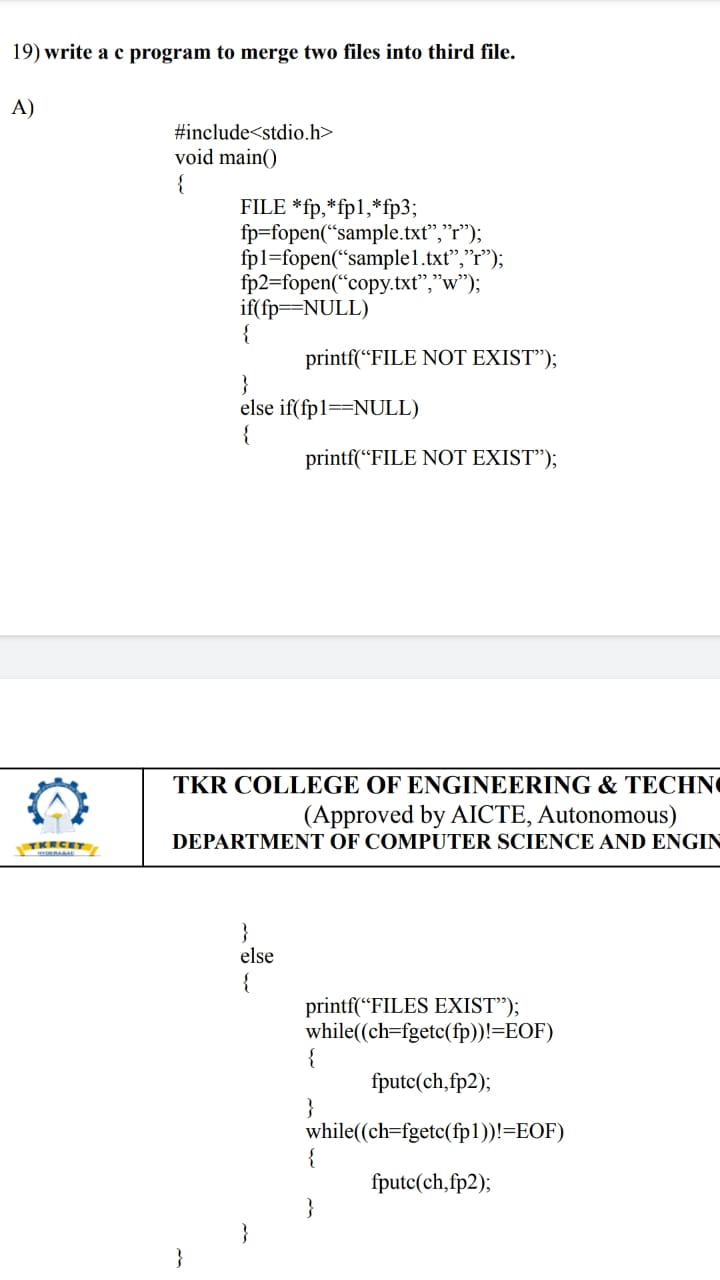 19) write a c program to merge two files into third file.
A)
#include<stdio.h>
void main()
{
FILE *fp,*fp1,*fp3;
fp=fopen(“sample.txt”,”r”);
fp1=fopen(“sample1.txt”,”r”);
fp2=fopen(“copy.txt”,”w”);
if(fp==NULL)
{
printf(“FILE NOT EXIST”);
}
else if(fp1==NULL)
{
printf(“FILE NOT EXIST”);
TKRCET
HYDERABAD
TKR COLLEGE OF ENGINEERING & TECHNO
(Approved by AICTE, Autonomous)
DEPARTMENT OF COMPUTER SCIENCE AND ENGIN
}
else
{
printf(“FILES EXIST”);
while((ch=fgetc(fp))!=EOF)
{
fputc(ch,fp2);
}
while((ch=fgetc(fp1))!=EOF)
{
fputc(ch,fp2);
}
}
}